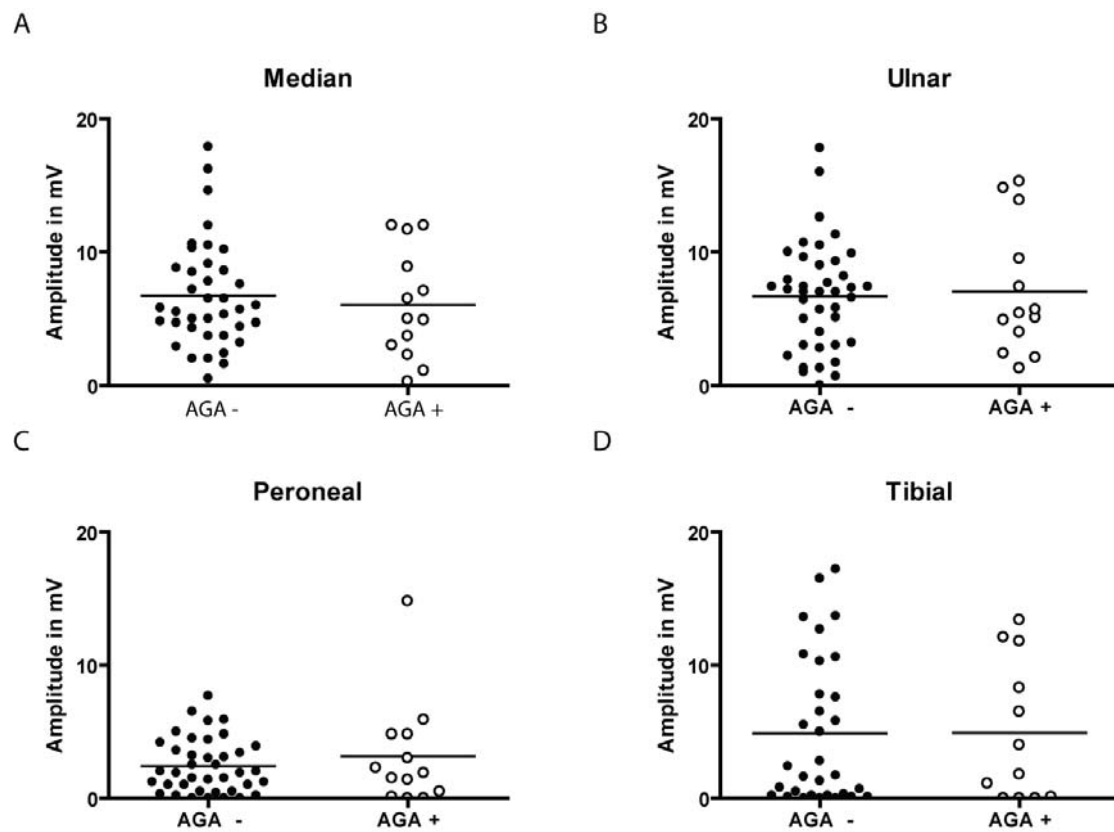 A
B
Median
Ulnar
20
10
0
Amplitude in mV
AGA -
AGA +
20
10
0
Amplitude in mV
AGA -
AGA +
C
D
Peroneal
Tibial
20
10
0
Amplitude in mV
AGA -
AGA +
20
10
0
Amplitude in mV
AGA -
AGA +